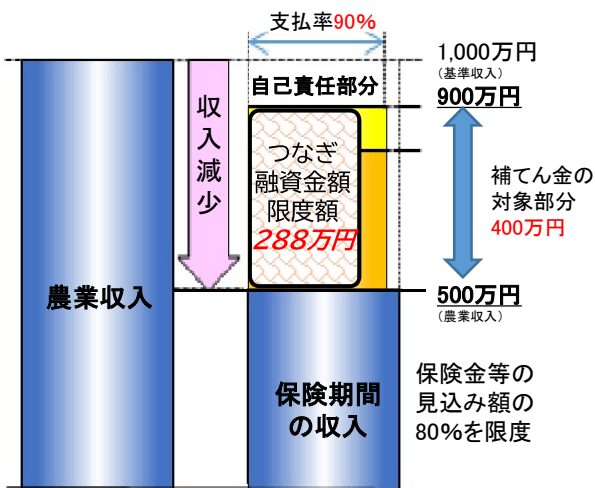 支払率90%
1,000万円
(基準収入)
自己責任部分
900万円
収入減少
つなぎ
融資金額
限度額
288万円
補てん金の
対象部分
400万円
農業収入
500万円
(農業収入)
保険期間
の収入
保険金等の
見込み額の
80%を限度